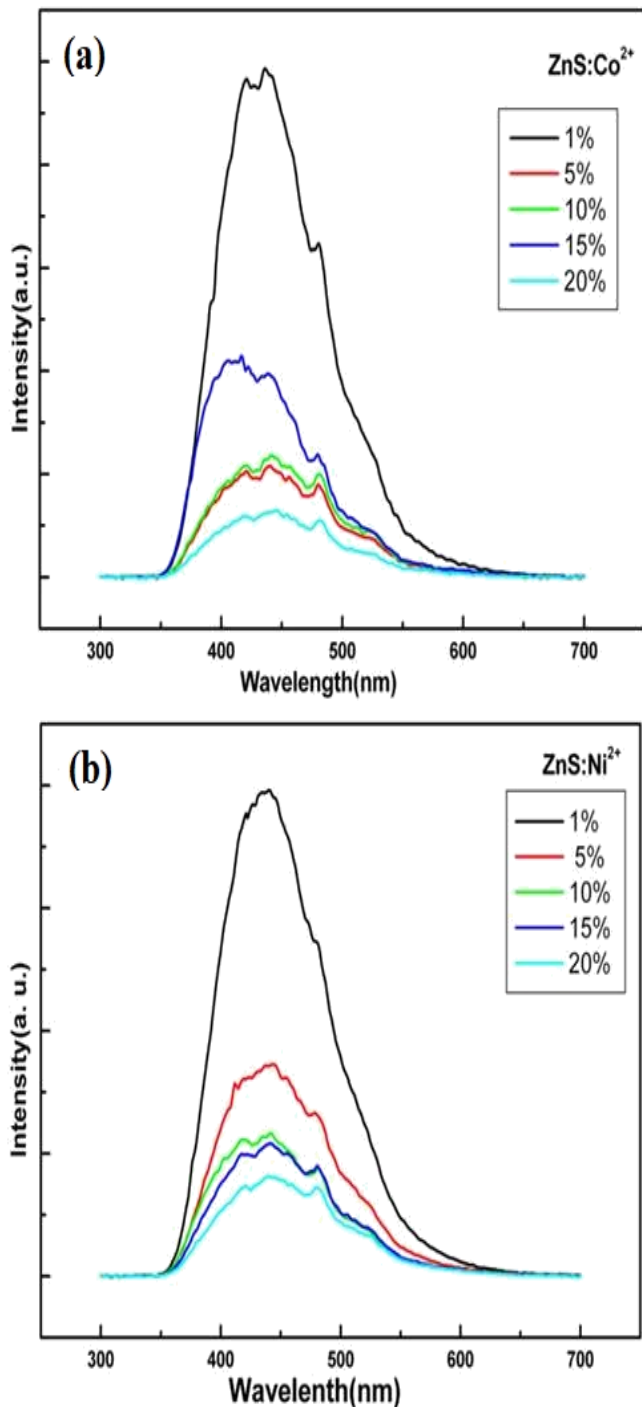 (a)
ZnS:Co²⁺
1%
5%
10%
15%
20%
Intensity(a.u.)
300 400 500 600 700
Wavelength(nm)
(b)
ZnS:Ni²⁺
1%
5%
10%
15%
20%
Intensity(a. u.)
300 400 500 600 700
Wavelenth(nm)